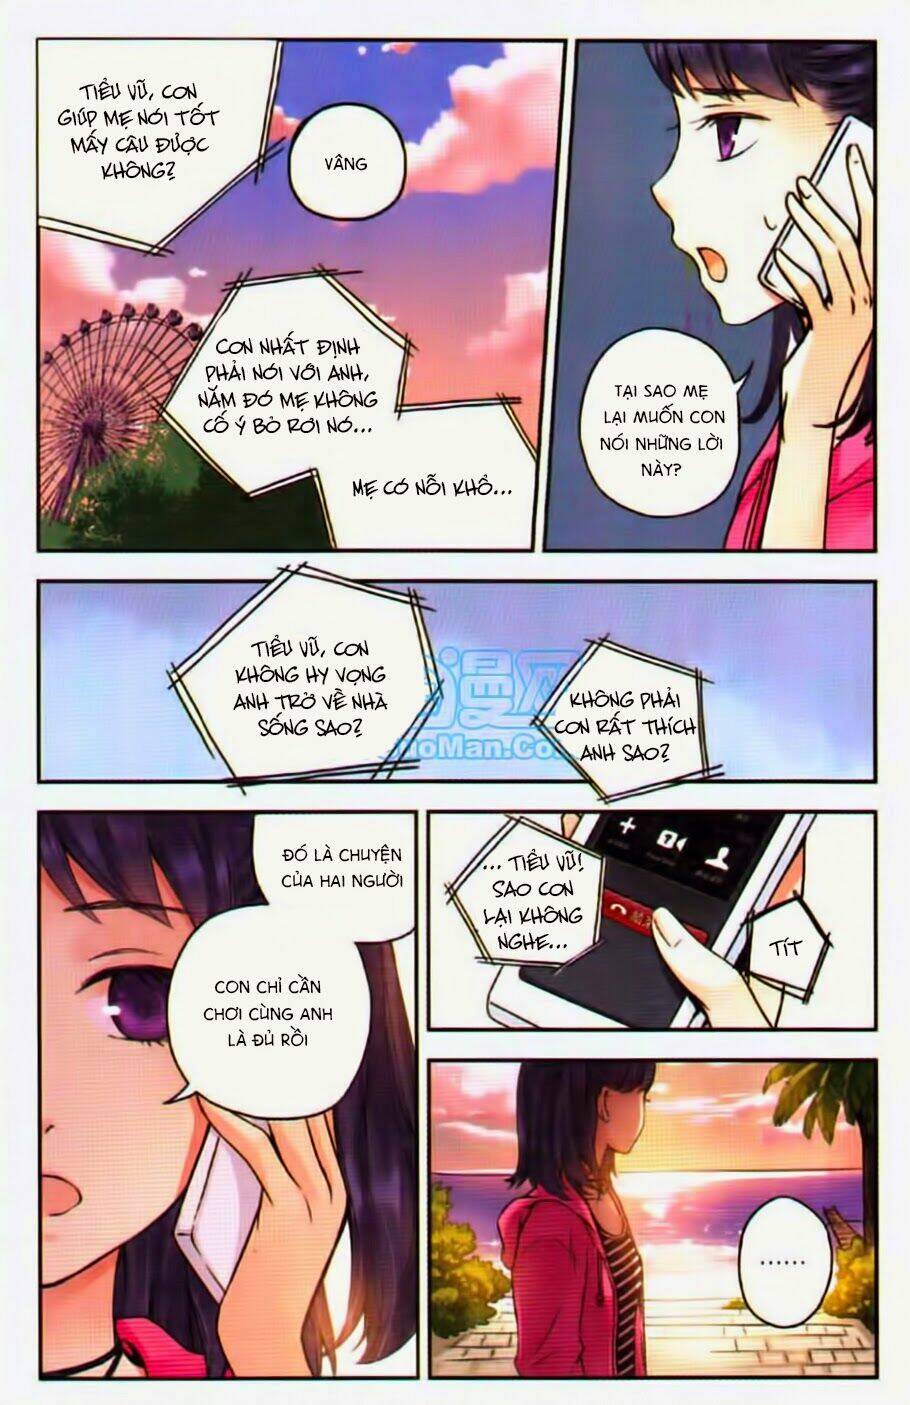 TIỂU VŨ, CON
GIÚP MẸ NÓI TỐT
MẤY CÂU ĐƯỢC
KHÔNG?
VÂNG
CON NHẤT ĐỊNH
PHẢI NÓI VỚI ANH,
NĂM ĐÓ MẸ KHÔNG
CỐ Ý BỎ RƠI NÓ...
MẸ CÓ NỖI KHỔ...
TẠI SAO MẸ
LẠI MUỐN CON
NÓI NHỮNG LỜI
NÀY?
TIỂU VŨ, CON
KHÔNG HY VỌNG
ANH TRỞ VỀ NHÀ
SỐNG SAO?
KHÔNG PHẢI
CON RẤT THÍCH
ANH SAO?
漫
uoMan.Co
ĐÓ LÀ CHUYỆN
CỦA HAI NGƯỜI
CON CHỈ CẦN
CHƠI CÙNG ANH
LÀ ĐỦ RỒI
... TIỂU VŨ!
SAO CON
LẠI KHÔNG
NGHE...
TÍT
......